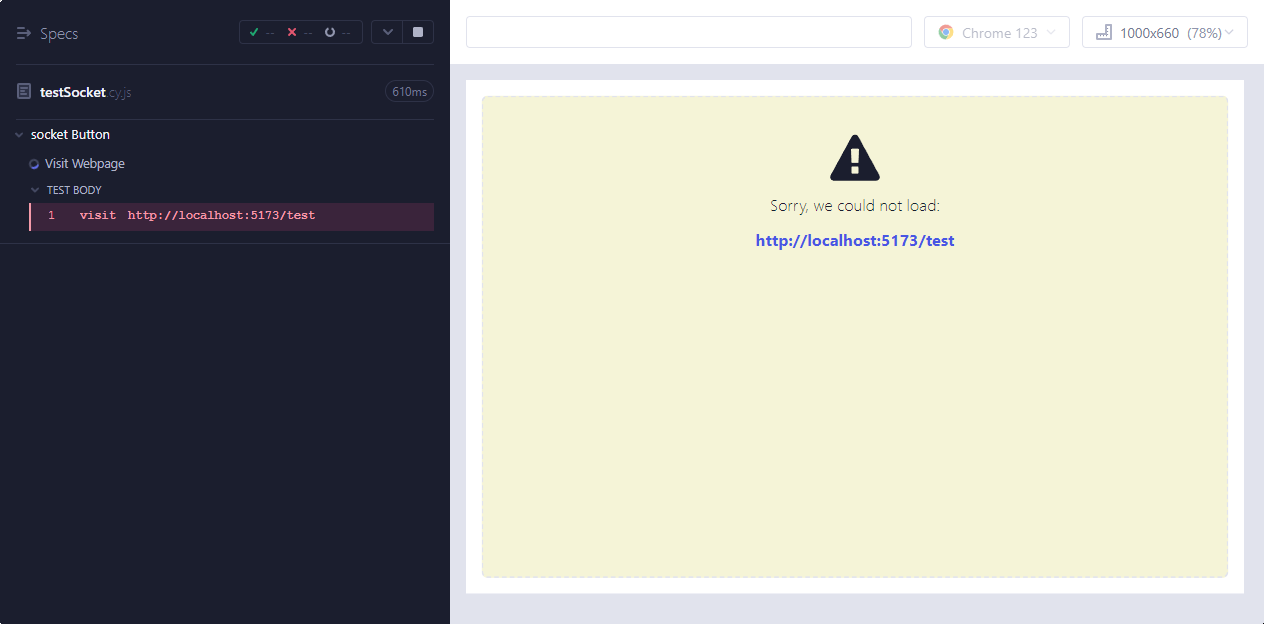 Specs
-- -- --
testSocket.cy.js
610ms
socket Button
Visit Webpage
TEST BODY
1 visit http://localhost:5173/test
Chrome 123
1000x660 (78%)
Sorry, we could not load:
http://localhost:5173/test